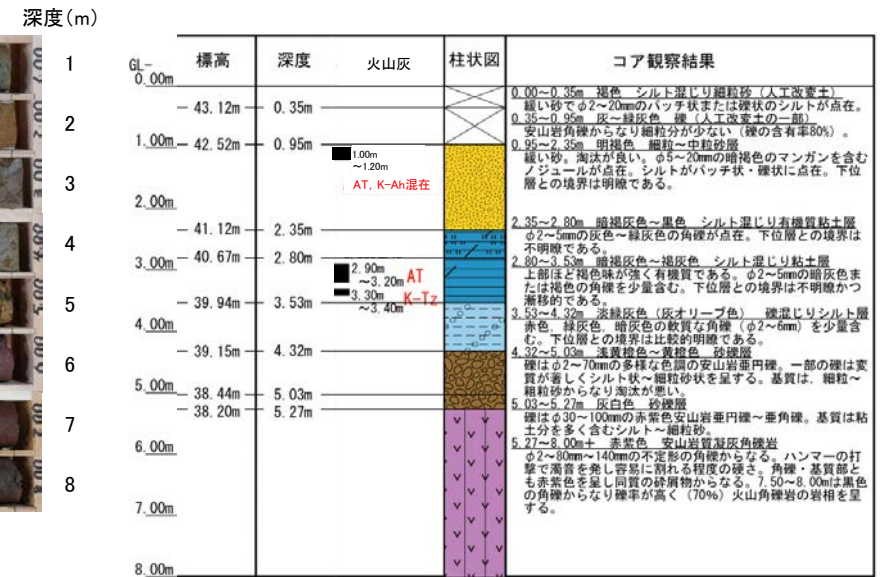 深度(m)
1
2
3
4
5
6
7
8
GL-
0.00m
1.00m
2.00m
3.00m
4.00m
5.00m
6.00m
7.00m
8.00m
標高
深度
火山灰
柱状図
コア観察結果
43.12m
0.35m
42.52m
0.95m
41.12m
2.35m
40.67m
2.80m
39.94m
3.53m
39.15m
4.32m
38.44m
5.03m
38.20m
5.27m
1.00m
~1.20m
AT, K-Ah混在
2.90m
~3.20m
AT
3.30m
~3.40m
K-Tz
0.00~0.35m 褐色 シルト混じり細粒砂(人工改変土)
緩い砂でφ2~20mmのパッチ状または礫状のシルトが点在。
0.35~0.95m 灰~緑灰色 礫(人工改変土の一部)
安山岩角礫からなり細粒分が少ない(礫の含有率80%)。
0.95~2.35m 明褐色 細粒~中粒砂層
緩い砂。淘汰が良い。φ5~20mmの暗褐色のマンガンを含む
ノジュールが点在。シルトがパッチ状・礫状に点在。下位
層との境界は明瞭である。
2.35~2.80m 暗褐灰色~黒色 シルト混じり有機質粘土層
φ2~5mmの灰色~緑灰色の角礫が点在。下位層との境界は
不明瞭である。
2.80~3.53m 暗褐灰色~褐灰色 シルト混じり粘土層
上部ほど褐色味が強く有機質である。φ2~5mmの暗灰色ま
たは褐色の角礫を少量含む。下位層との境界は不明瞭かつ
漸移的である。
3.53~4.32m 淡緑灰色(灰オリーブ色) 礫混じりシルト層
赤色, 緑灰色, 暗灰色の軟質な角礫(φ2~6mm)を少量含
む。下位層との境界は比較的明瞭である。
4.32~5.03m 浅黄橙色~黄橙色 砂礫層
礫はφ2~70mmの多様な色調の安山岩亜円礫。一部の礫は変
質が著しくシルト状~細粒砂状を呈する。基質は, 細粒~
粗粒砂からなり淘汰が悪い。
5.03~5.27m 灰白色 砂礫層
礫はφ30~100mmの赤紫色安山岩亜円礫~亜角礫。基質は粘
土分を多く含むシルト~細粒砂。
5.27~8.00m+ 赤紫色 安山岩質凝灰角礫岩
φ2~80mm~140mmの不定形の角礫からなる。ハンマーの打
撃で濁音を発し容易に割れる程度の硬さ。角礫・基質部と
も赤紫色を呈し同質の砕屑物からなる。7.50~8.00mは黒色
の角礫からなり礫率が高く(70%)火山角礫岩の岩相を呈
する。